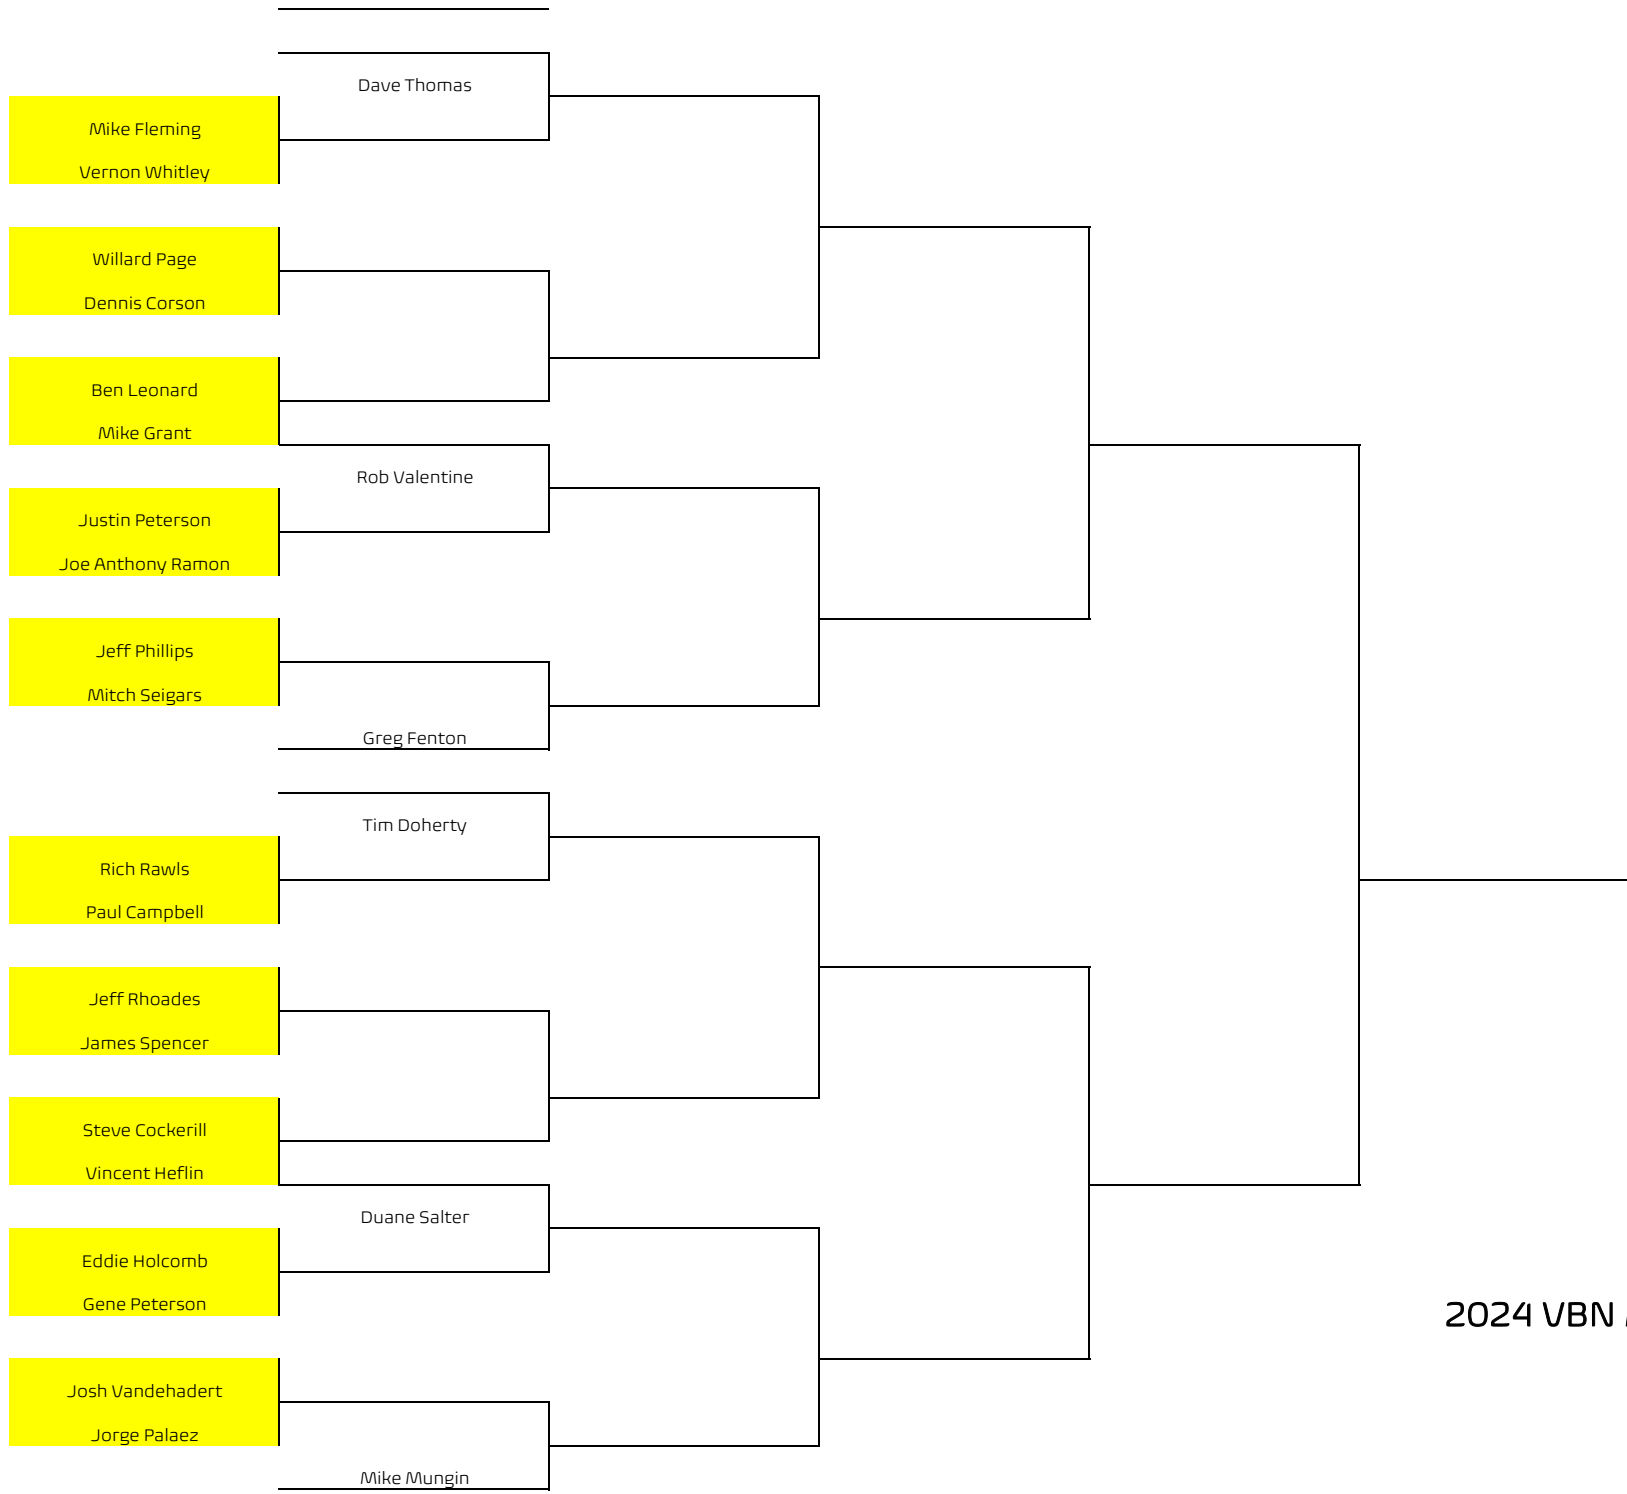 Dave Thomas
Mike Fleming
Vernon Whitley
Willard Page
Dennis Corson
Ben Leonard
Mike Grant
Rob Valentine
Justin Peterson
Joe Anthony Ramon
Jeff Phillips
Mitch Seigars
Greg Fenton
Tim Doherty
Rich Rawls
Paul Campbell
Jeff Rhoades
James Spencer
Steve Cockerill
Vincent Heflin
Duane Salter
Eddie Holcomb
Gene Peterson
2024 VBN
Josh Vandehadert
Jorge Palaez
Mike Mungin